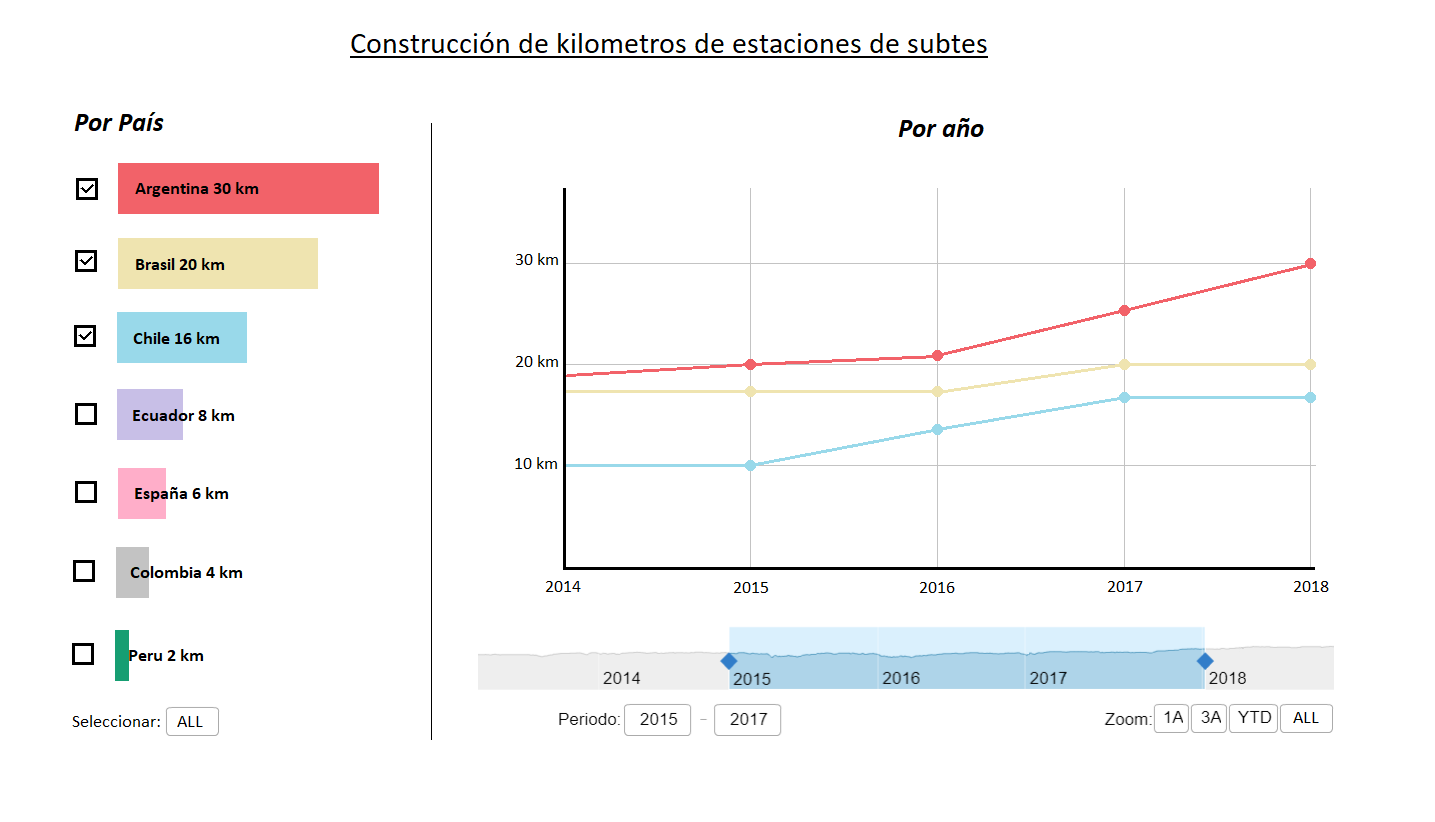 Construcción de kilometros de estaciones de subtes
Por País
Argentina 30 km
Brasil 20 km
Chile 16 km
Ecuador 8 km
España 6 km
Colombia 4 km
Peru 2 km
Seleccionar: ALL
Por año
30 km
20 km
10 km
2014 2015 2016 2017 2018
2014 2015 2016 2017 2018
Periodo: 2015 - 2017 Zoom: 1A 3A YTD ALL